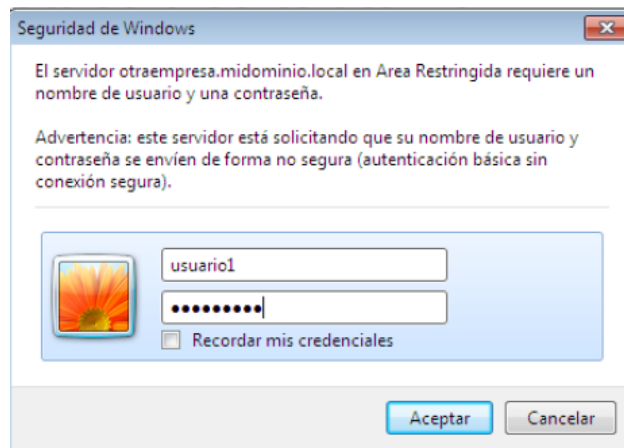 Seguridad de Windows
El servidor otraempresa.midominio.local en Area Restringida requiere un
nombre de usuario y una contraseña.
Advertencia: este servidor está solicitando que su nombre de usuario y
contraseña se envíen de forma no segura (autenticación básica sin
conexión segura).
usuario1
•••••••••
Recordar mis credenciales
Aceptar Cancelar